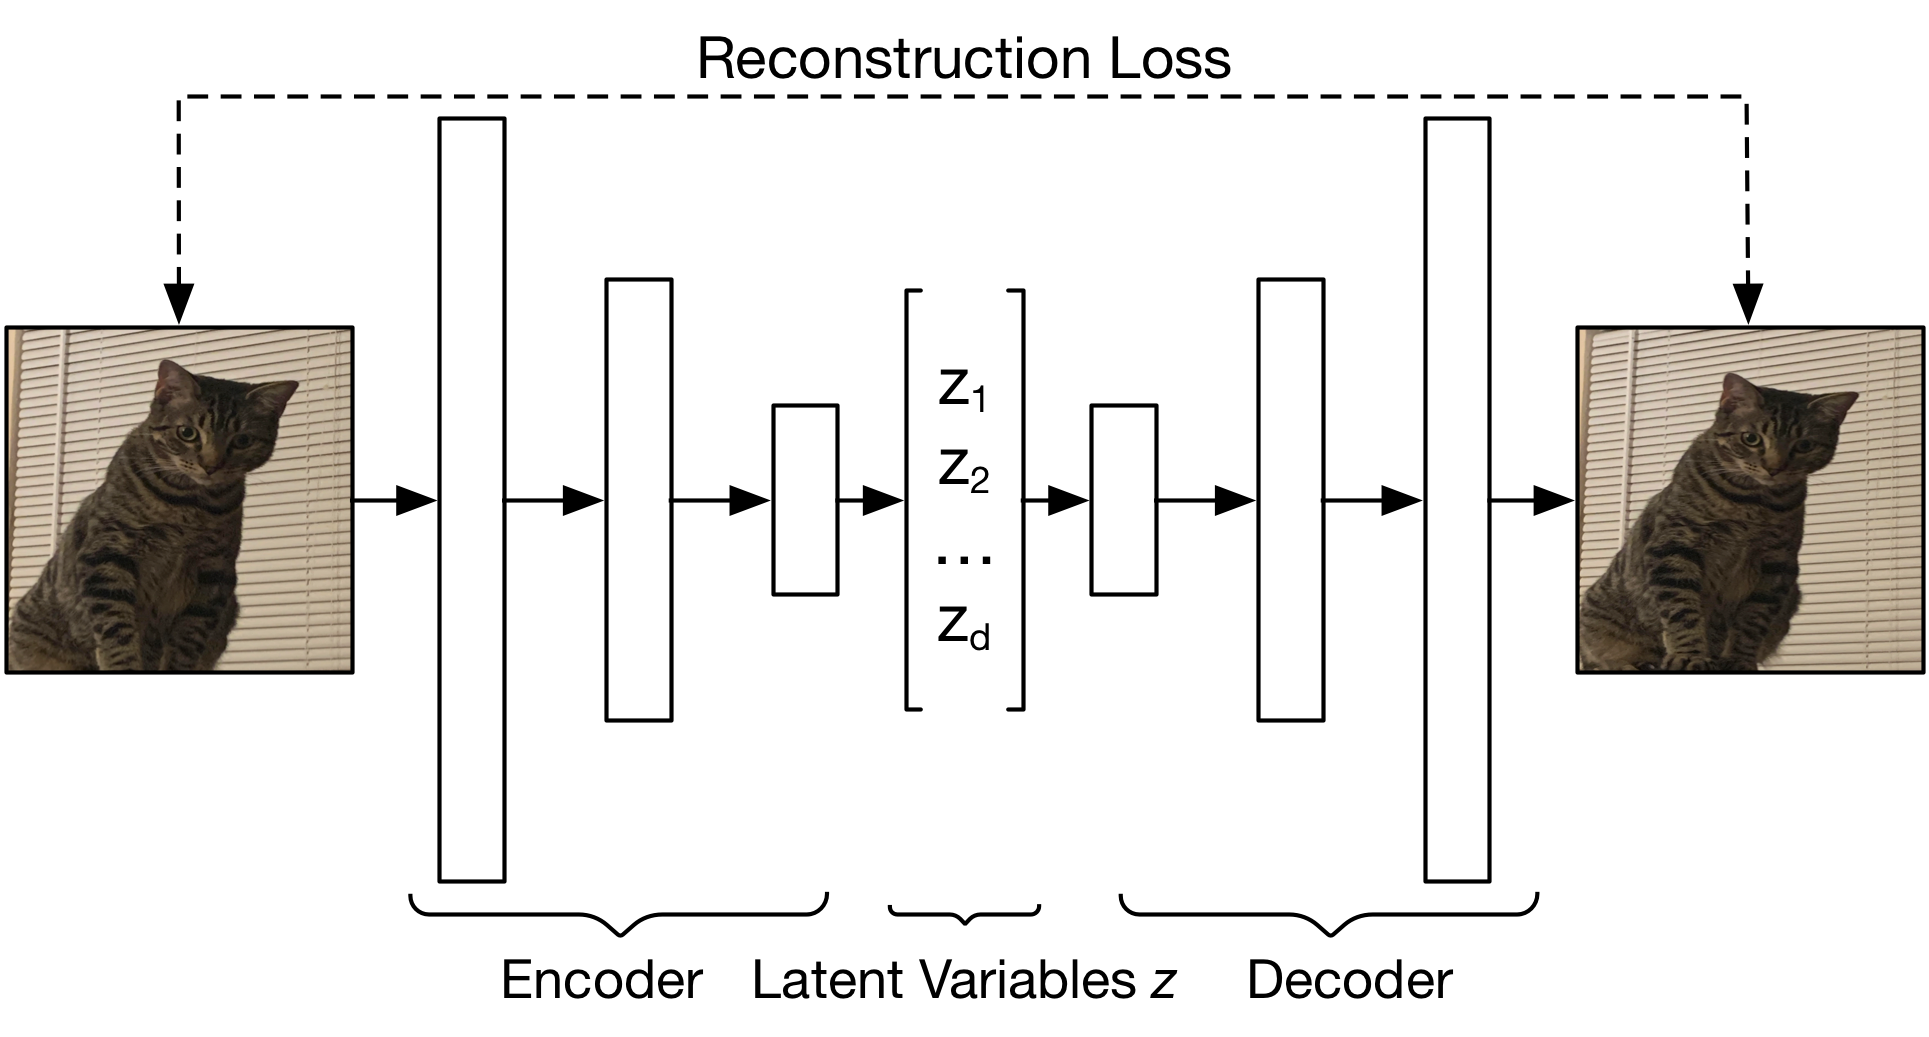 Reconstruction Loss
z1
z2
...
zd
Encoder
Latent Variables z
Decoder